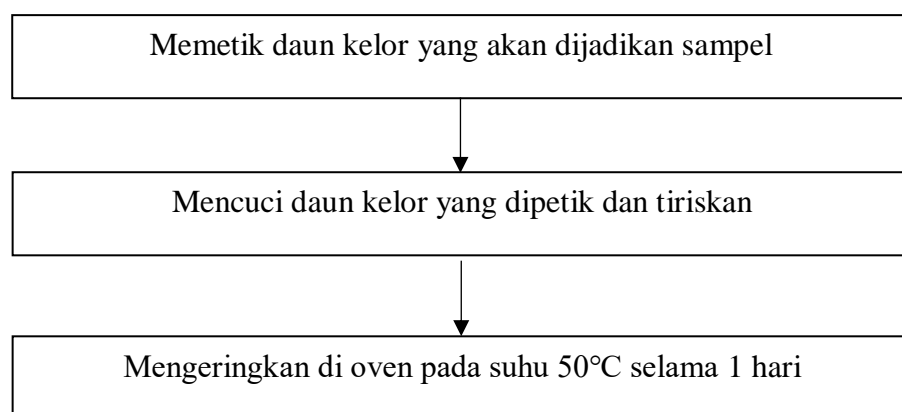 Memetik daun kelor yang akan dijadikan sampel
Mencuci daun kelor yang dipetik dan tiriskan
Mengeringkan di oven pada suhu 50°C selama 1 hari